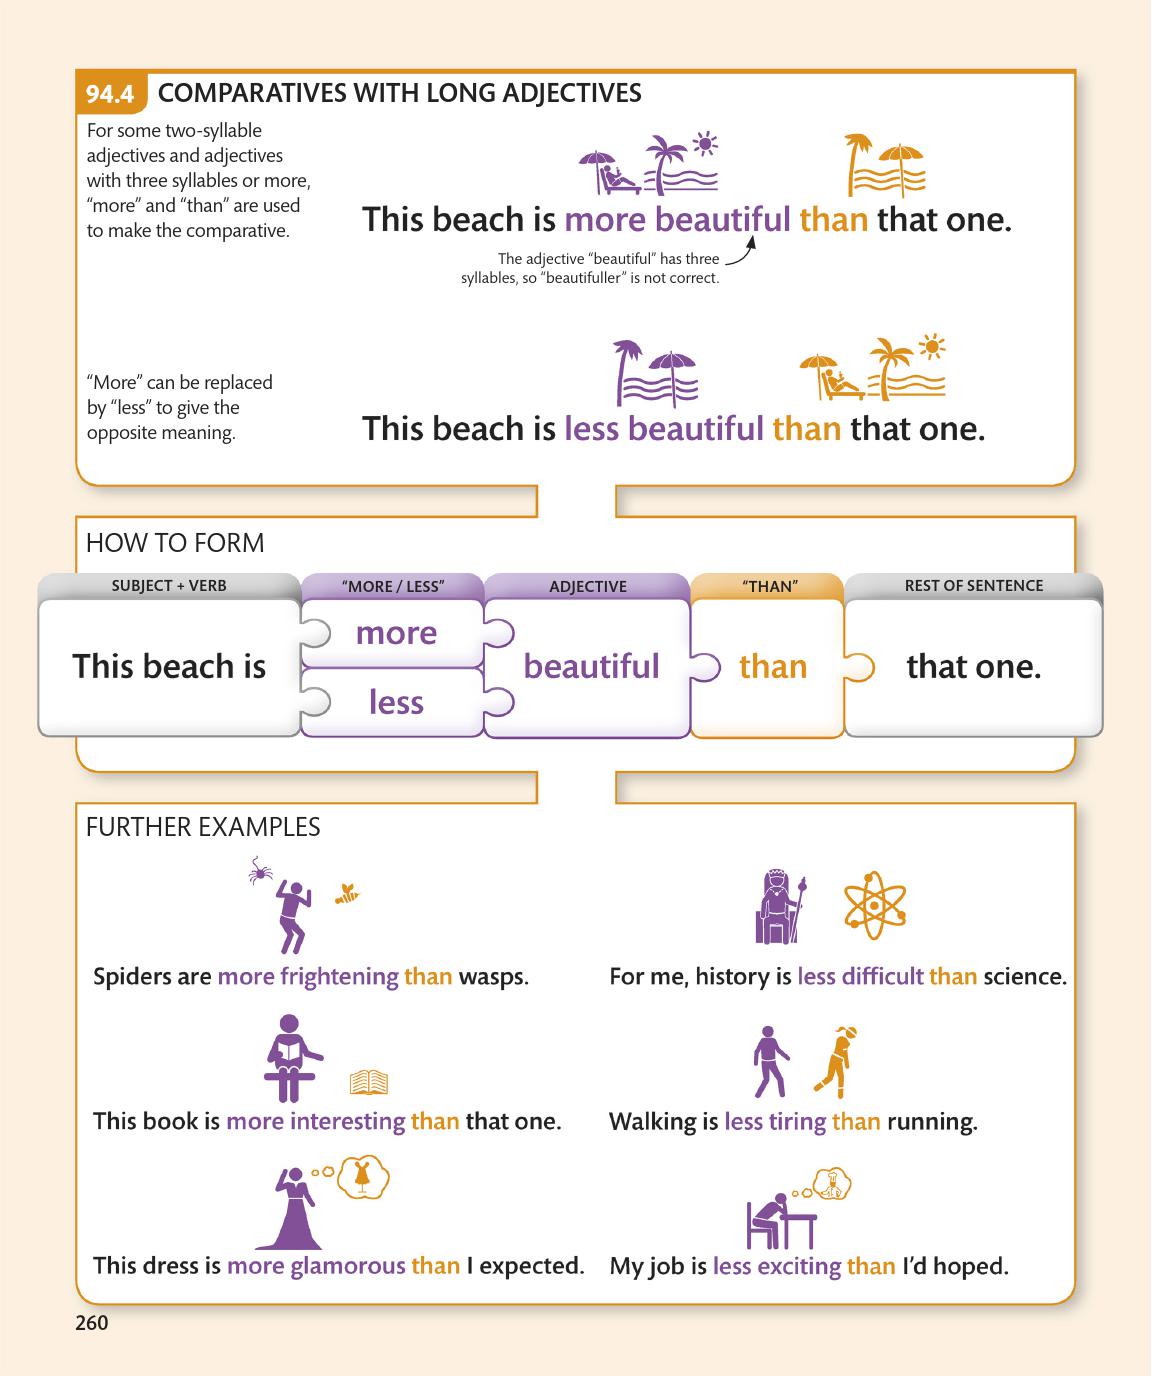 94.4 COMPARATIVES WITH LONG ADJECTIVES
For some two-syllable
adjectives and adjectives
with three syllables or more,
“more” and “than” are used
to make the comparative.
This beach is more beautiful than that one.
The adjective “beautiful” has three
syllables, so “beautifuller” is not correct.
“More” can be replaced
by “less” to give the
opposite meaning.
This beach is less beautiful than that one.
HOW TO FORM
SUBJECT + VERB “MORE / LESS” ADJECTIVE “THAN” REST OF SENTENCE
more
This beach is beautiful than that one.
less
FURTHER EXAMPLES
Spiders are more frightening than wasps.
For me, history is less difficult than science.
This book is more interesting than that one.
Walking is less tiring than running.
This dress is more glamorous than I expected.
My job is less exciting than I’d hoped.
260